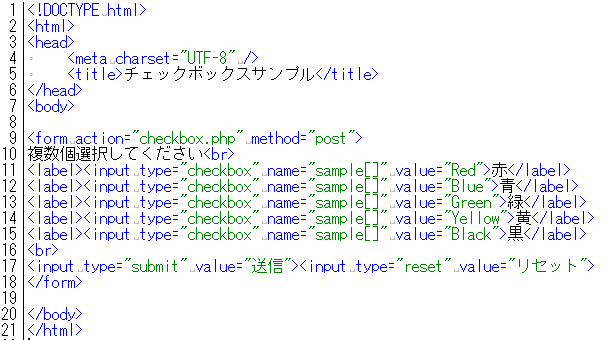 1 <!DOCTYPE html>
2 <html>
3 <head>
4     <meta charset="UTF-8" />
5     <title>チェックボックスサンプル</title>
6 </head>
7 <body>
8
9 <form action="checkbox.php" method="post">
10 複数個選択してください<br>
11 <label><input type="checkbox" name="sample[]" value="Red">赤</label>
12 <label><input type="checkbox" name="sample[]" value="Blue">青</label>
13 <label><input type="checkbox" name="sample[]" value="Green">緑</label>
14 <label><input type="checkbox" name="sample[]" value="Yellow">黄</label>
15 <label><input type="checkbox" name="sample[]" value="Black">黒</label>
16 <br>
17 <input type="submit" value="送信"><input type="reset" value="リセット">
18 </form>
19
20 </body>
21 </html>